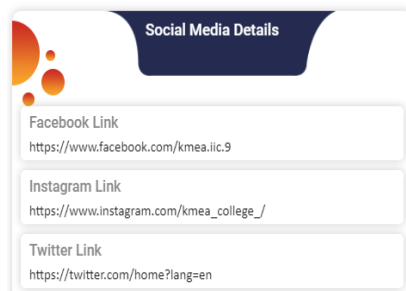 Social Media Details
Facebook Link
https://www.facebook.com/kmea.iic.9
Instagram Link
https://www.instagram.com/kmea_college_/
Twitter Link
https://twitter.com/home?lang=en